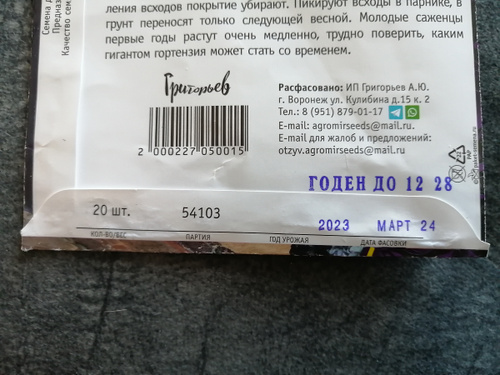 ления всходов покрытие убирают. Пикируют всходы в парнике, в
грунт переносят только следующей весной. Молодые саженцы
первые годы растут очень медленно, трудно поверить, каким
гигантом гортензия может стать со временем.
Семена д
Предназ
Качество сем
Григорьев
Расфасовано: ИП Григорьев А.Ю.
г. Воронеж ул. Кулибина д.15 к. 2
Тел.: 8 (951) 879-01-17
E-mail: agromirseeds@mail.ru
E-mail для жалоб и предложений:
otzyv.agromirseeds@mail.ru
2 000227 050015
ГОДЕН ДО 12 28
20 шт. 54103 2023 МАРТ 24
КОЛ-ВО/ВЕС ПАРТИЯ ГОД УРОЖАЯ ДАТА ФАСОВКИ